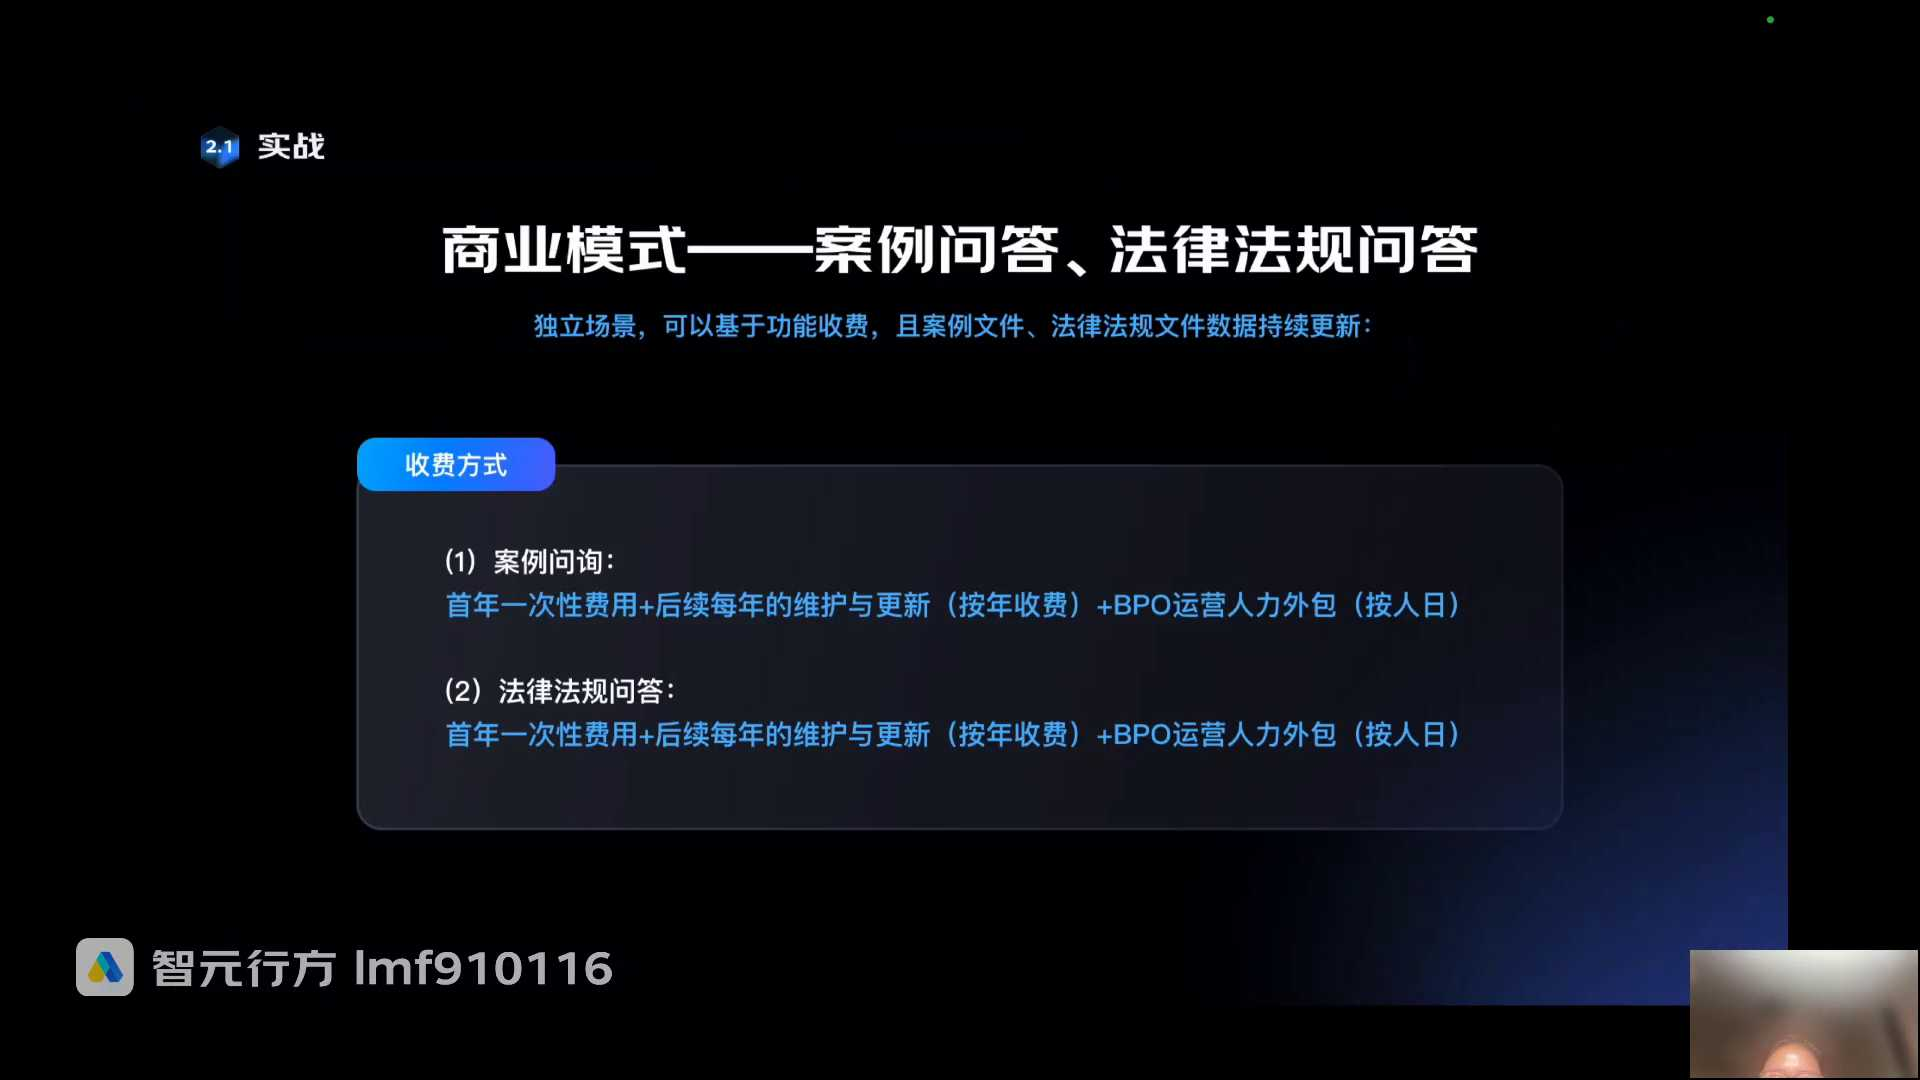 2.1 实战
商业模式——案例问答、法律法规问答
独立场景，可以基于功能收费，且案例文件、法律法规文件数据持续更新：
收费方式
（1）案例问询：
首年一次性费用+后续每年的维护与更新（按年收费）+BPO运营人力外包（按人日）
（2）法律法规问答：
首年一次性费用+后续每年的维护与更新（按年收费）+BPO运营人力外包（按人日）
智元行方 lmf910116